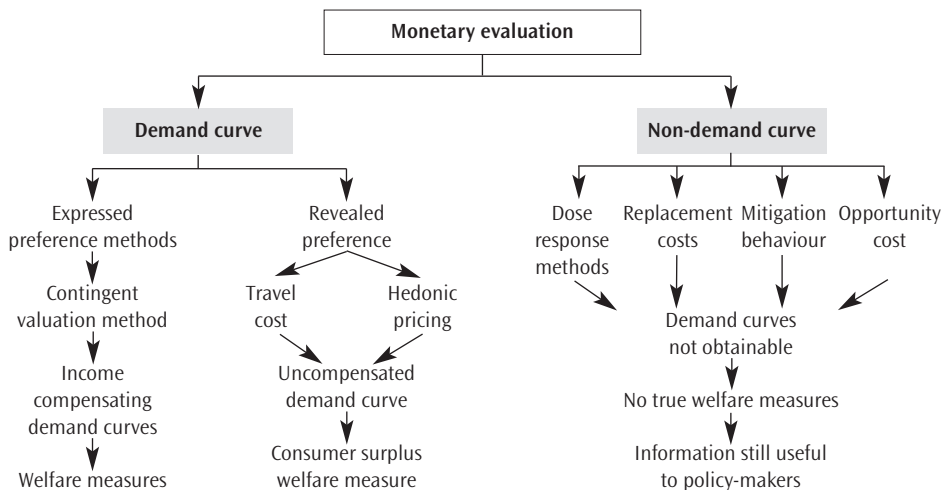 Monetary evaluation
Demand curve
Non-demand curve
Expressed
preference methods
Revealed
preference
Dose
response
methods
Replacement
costs
Mitigation
behaviour
Opportunity
cost
Contingent
valuation method
Travel
cost
Hedonic
pricing
Demand curves
not obtainable
Income
compensating
demand curves
Uncompensated
demand curve
No true welfare measures
Welfare measures
Consumer surplus
welfare measure
Information still useful
to policy-makers